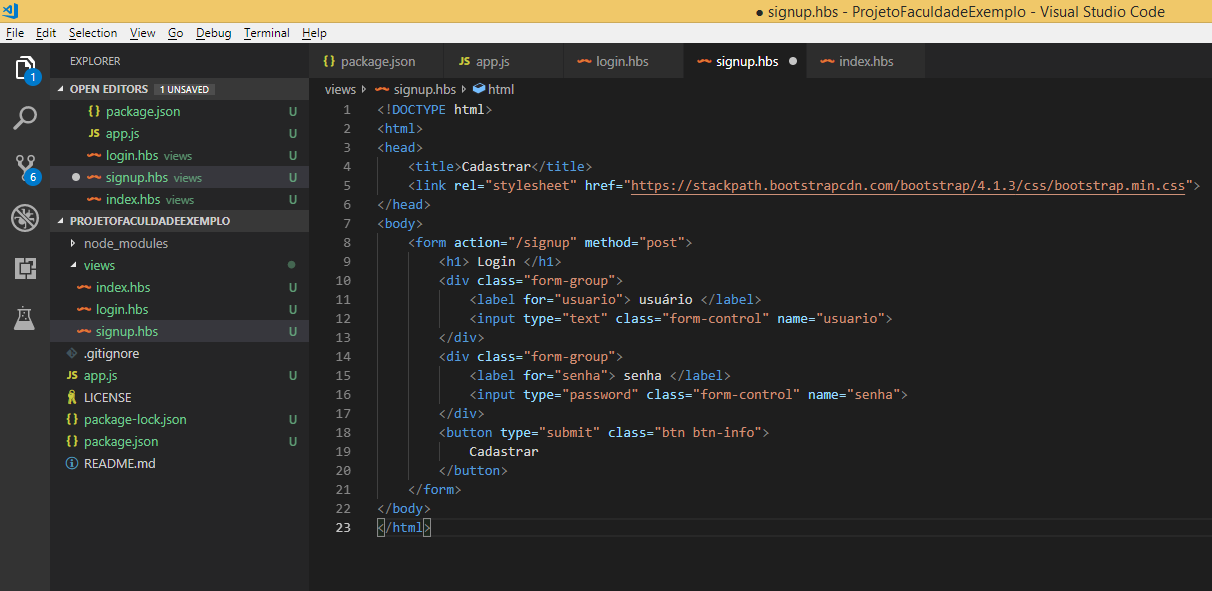 ● signup.hbs - ProjetoFaculdadeExemplo - Visual Studio Code
File Edit Selection View Go Debug Terminal Help
1
6
EXPLORER
OPEN EDITORS 1 UNSAVED
{} package.json U
JS app.js U
login.hbs views U
● signup.hbs views U
index.hbs views U
PROJETOFACULDADEEXEMPLO
node_modules
views ●
index.hbs U
login.hbs U
signup.hbs U
.gitignore
JS app.js U
LICENSE
{} package-lock.json U
{} package.json U
README.md
{} package.json JS app.js login.hbs signup.hbs ● index.hbs
views signup.hbs html
1 <!DOCTYPE html>
2 <html>
3 <head>
4 <title>Cadastrar</title>
5 <link rel="stylesheet" href="https://stackpath.bootstrapcdn.com/bootstrap/4.1.3/css/bootstrap.min.css">
6 </head>
7 <body>
8 <form action="/signup" method="post">
9 <h1> Login </h1>
10 <div class="form-group">
11 <label for="usuario"> usuário </label>
12 <input type="text" class="form-control" name="usuario">
13 </div>
14 <div class="form-group">
15 <label for="senha"> senha </label>
16 <input type="password" class="form-control" name="senha">
17 </div>
18 <button type="submit" class="btn btn-info">
19 Cadastrar
20 </button>
21 </form>
22 </body>
23 </html>